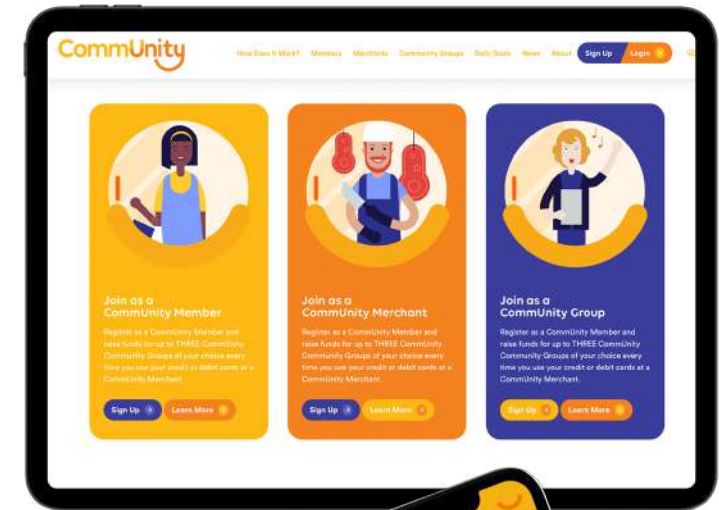 CommUnity
How Does It Work? Members Merchants Community Groups Daily Deals News About Sign Up Login
Join as a
CommUnity Member
Register as a CommUnity Member and
raise funds for up to THREE CommUnity
Community Groups of your choice every
time you use your credit or debit cards at a
CommUnity Merchant.
Sign Up Learn More
Join as a
CommUnity Merchant
Register as a CommUnity Member and
raise funds for up to THREE CommUnity
Community Groups of your choice every
time you use your credit or debit cards at a
CommUnity Merchant.
Sign Up Learn More
Join as a
CommUnity Group
Register as a CommUnity Member and
raise funds for up to THREE CommUnity
Community Groups of your choice every
time you use your credit or debit cards at a
CommUnity Merchant.
Sign Up Learn More